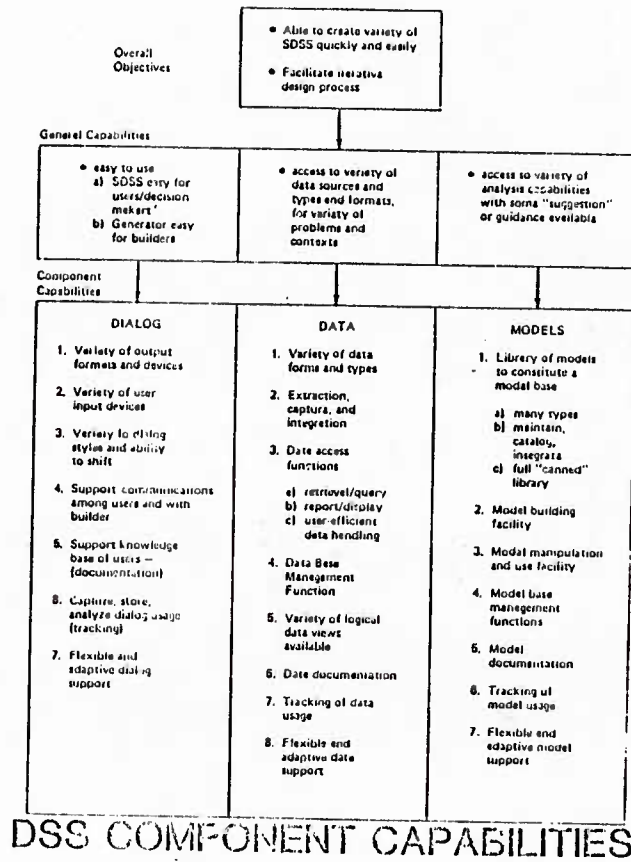 Overall
Objectives
• Able to create variety of
SDSS quickly and easily
• Facilitate iterative
design process
General Capabilities
• easy to use
a) SDSS easy for
users/decision
makers'
b) Generator easy
for builders
• access to variety of
data sources and
types end formats,
for variety of
problems and
contexts
• access to variety of
analysis capabilities
with some "suggestion"
or guidance available
Component
Capabilities
DIALOG
1. Variety of output
formats and devices
2. Variety of user
input devices
3. Variety in dialog
styles and ability
to shift
4. Support communications
among users and with
builder
5. Support knowledge
base of users —
(documentation)
6. Capture, store,
analyze dialog usage
(tracking)
7. Flexible and
adaptive dialog
support
DATA
1. Variety of data
forms and types
2. Extraction,
captura, and
integration
3. Date access
functions
a) retrieval/query
b) report/display
c) user-efficient
data handling
4. Data Base
Management
Function
5. Variety of logical
data views
available
6. Date documentation
7. Tracking of data
usage
8. Flexible end
adaptive data
support
MODELS
1. Library of models
to constitute a
modal base
a) many types
b) maintain,
catalog,
integrata
c) full "canned"
library
2. Model building
facility
3. Modal manipulation
and use facility
4. Model base
management
functions
5. Model
documentation
6. Tracking of
model usage
7. Flexible end
adaptive model
support
DSS COMPONENT CAPABILITIES